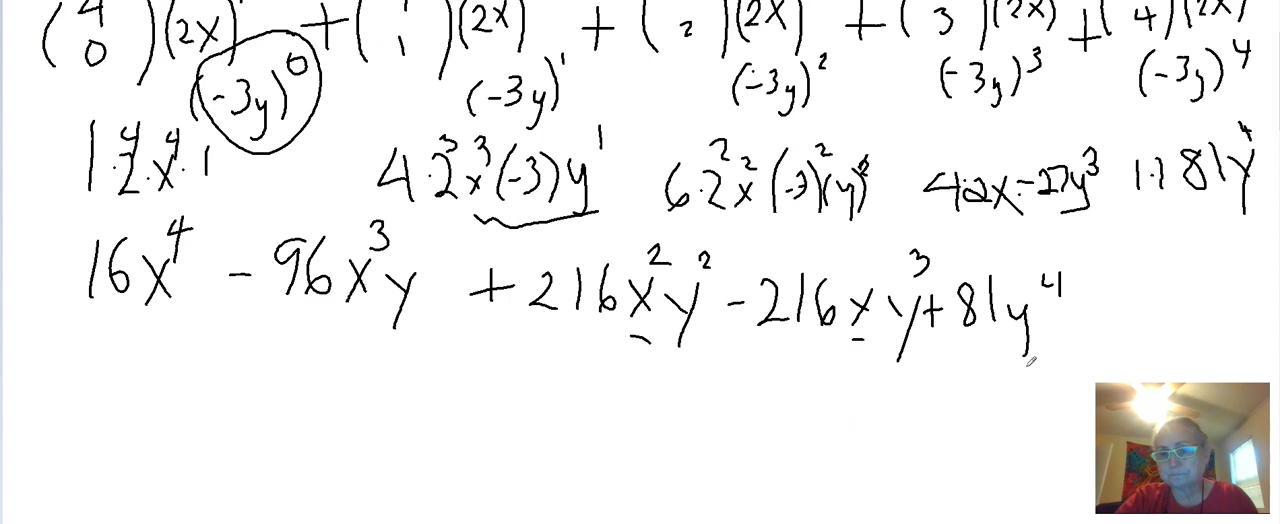 (4 0)(2x) + ( 1 1)(2x) + ( 2)(2x) + ( 3)(2x) + ( 4)(2x)
(-3y)⁰ (-3y)¹ (-3y)² (-3y)³ (-3y)⁴
1·2⁴x⁴·1 4·2³x³(-3)y¹ 6·2²x²(-3)²(y)² 4·2x·-27y³ 1·1·81y⁴
16x⁴ - 96x³y + 216x²y² - 216xy³ + 81y⁴